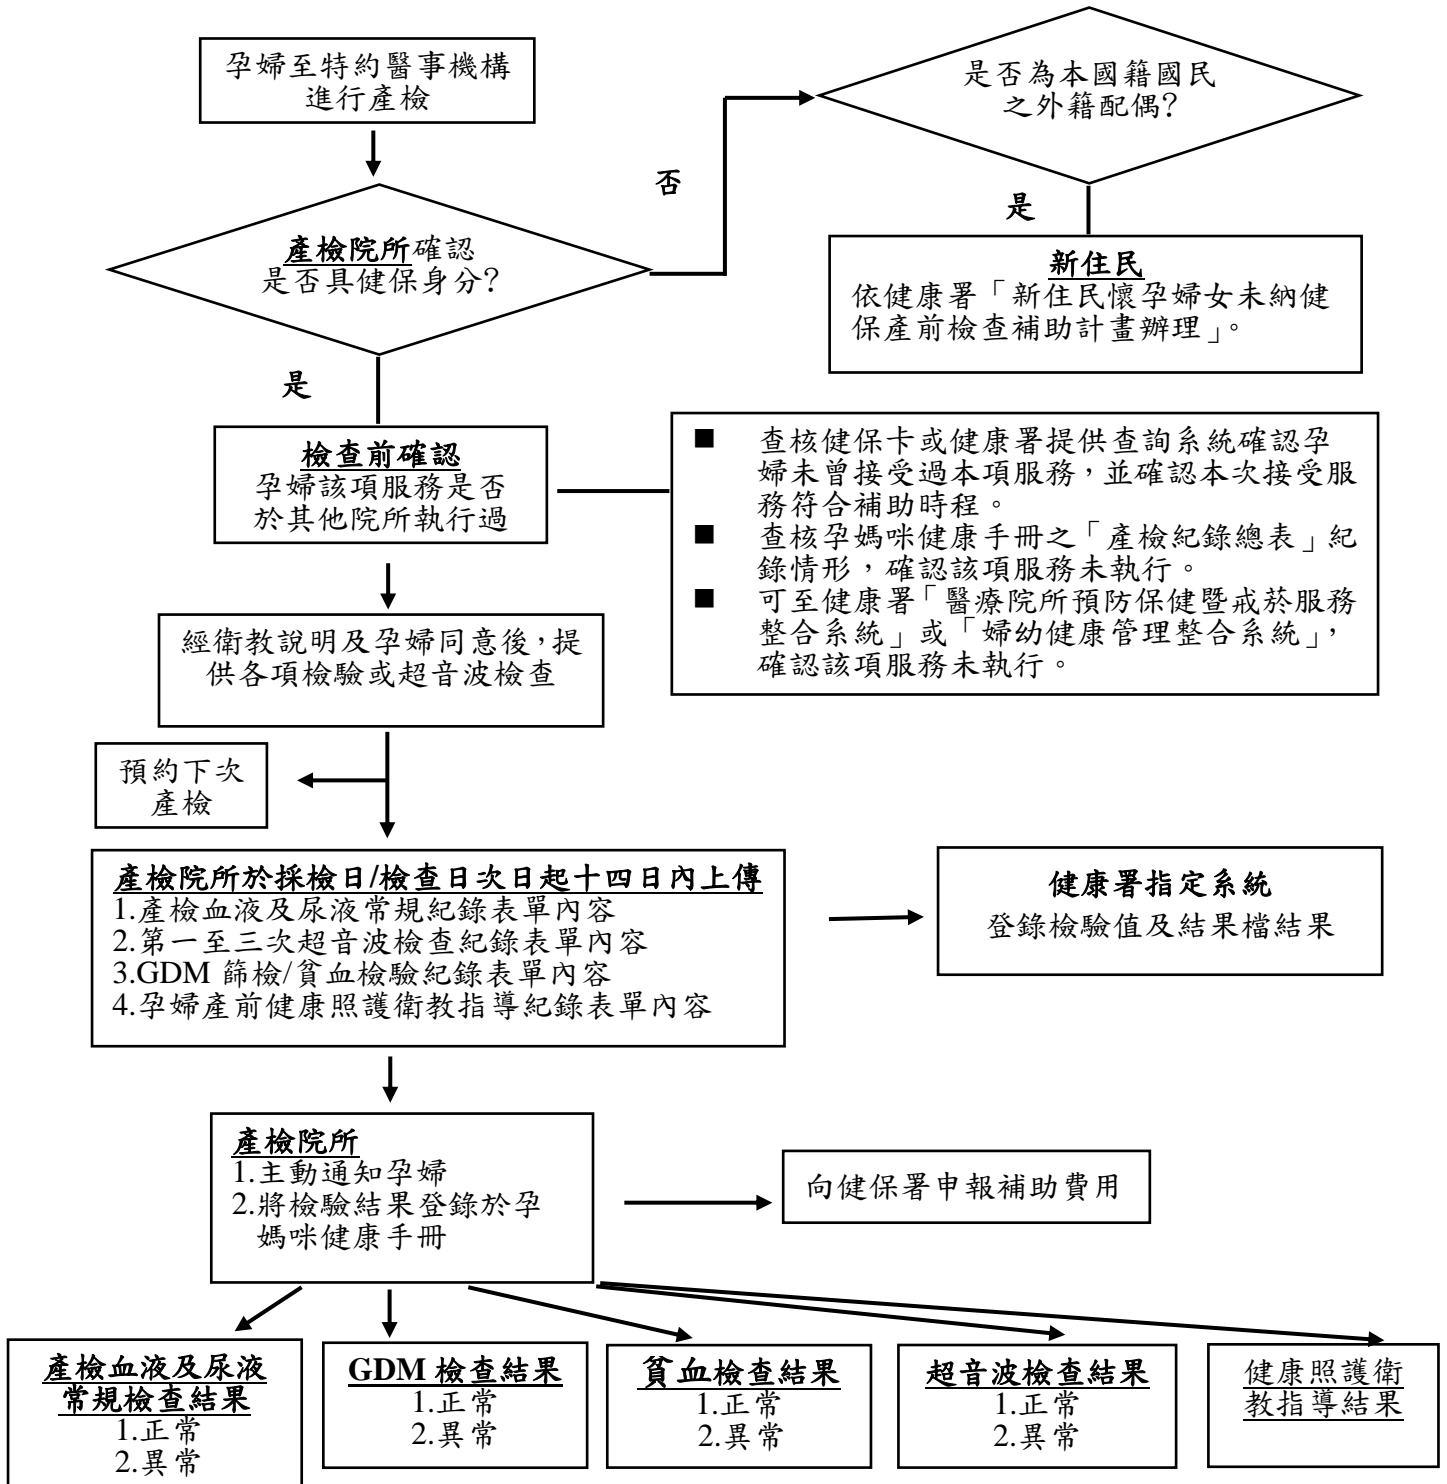 孕婦至特約醫事機構
進行產檢
是否為本國籍國民
之外籍配偶?
否
是
產檢院所確認
是否具健保身分?
新住民
依健康署「新住民懷孕婦女未納健
保產前檢查補助計畫辦理」。
是
檢查前確認
孕婦該項服務是否
於其他院所執行過
■ 查核健保卡或健康署提供查詢系統確認孕
婦未曾接受過本項服務，並確認本次接受服
務符合補助時程。
■ 查核孕媽咪健康手冊之「產檢紀錄總表」紀
錄情形，確認該項服務未執行。
■ 可至健康署「醫療院所預防保健暨戒菸服務
整合系統」或「婦幼健康管理整合系統」，
確認該項服務未執行。
經衛教說明及孕婦同意後，提
供各項檢驗或超音波檢查
預約下次
產檢
產檢院所於採檢日/檢查日次日起十四日內上傳
1.產檢血液及尿液常規紀錄表單內容
2.第一至三次超音波檢查紀錄表單內容
3.GDM 篩檢/貧血檢驗紀錄表單內容
4.孕婦產前健康照護衛教指導紀錄表單內容
健康署指定系統
登錄檢驗值及結果檔結果
產檢院所
1.主動通知孕婦
2.將檢驗結果登錄於孕
媽咪健康手冊
向健保署申報補助費用
產檢血液及尿液
常規檢查結果
1.正常
2.異常
GDM 檢查結果
1.正常
2.異常
貧血檢查結果
1.正常
2.異常
超音波檢查結果
1.正常
2.異常
健康照護衛
教指導結果